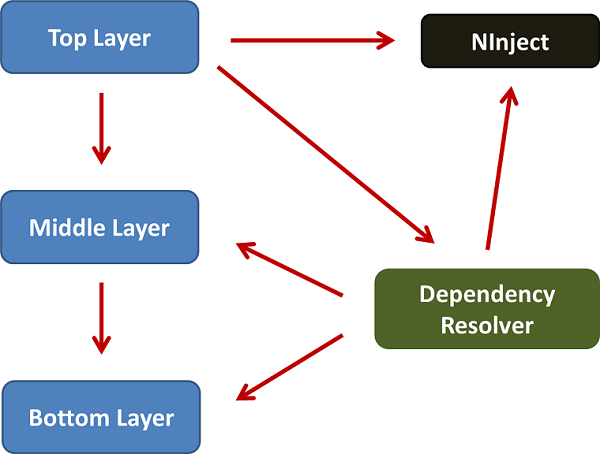 Top Layer
NInject
Middle Layer
Dependency
Resolver
Bottom Layer